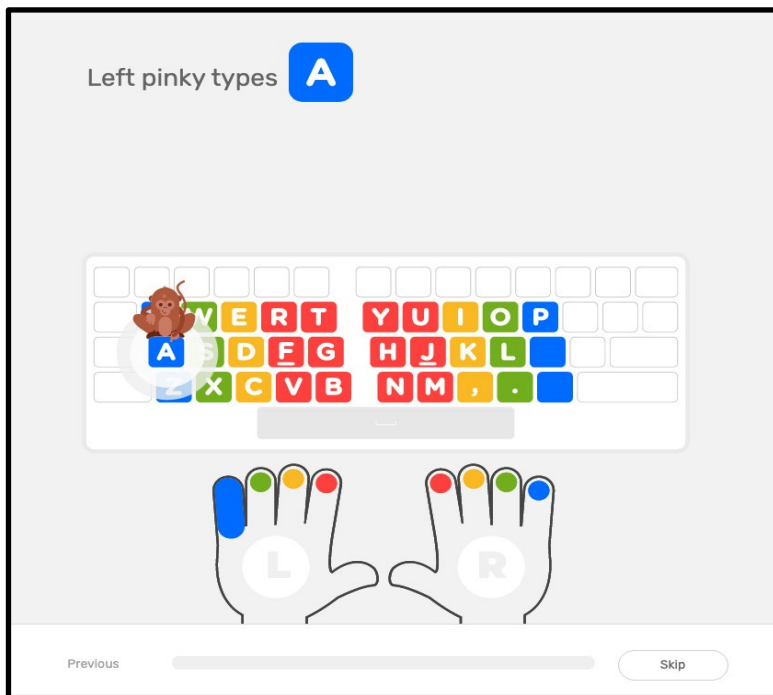 Left pinky types A
W E R T Y U I O P
A S D F G H J K L
Z X C V B N M , .
L R
Previous Skip